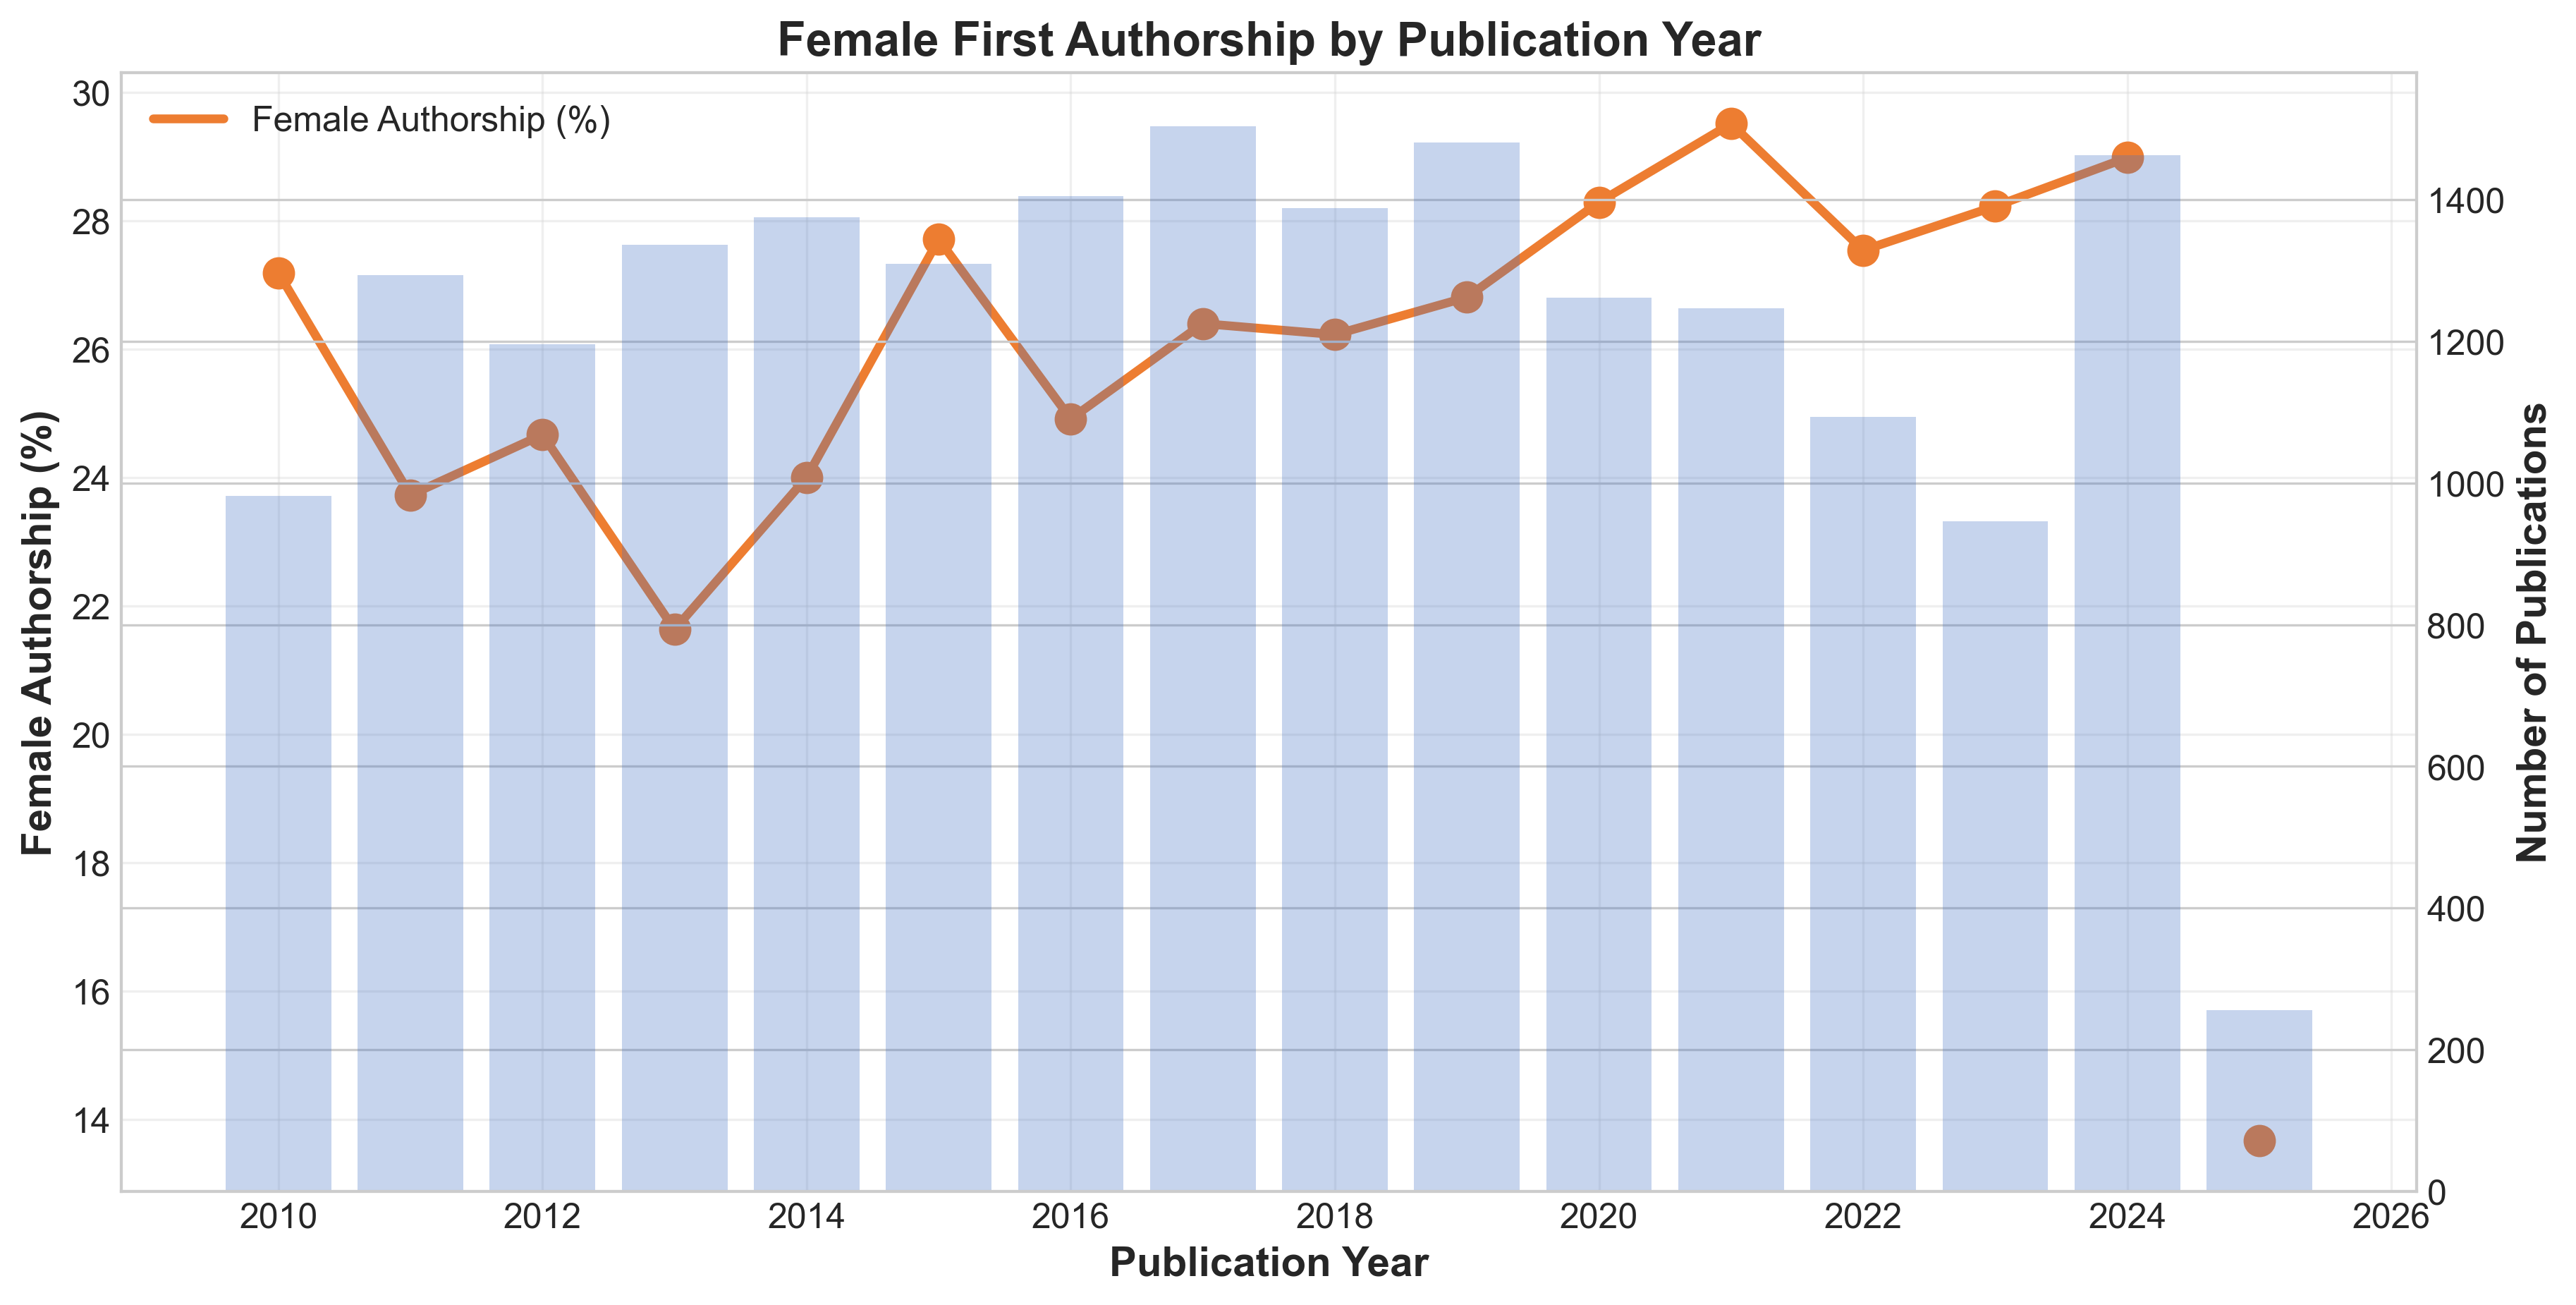 Female First Authorship by Publication Year
Female Authorship (%)
30
28
26
24
22
20
18
16
14
Female Authorship (%)
1400
1200
1000
800
600
400
200
0
Number of Publications
2010 2012 2014 2016 2018 2020 2022 2024 2026
Publication Year